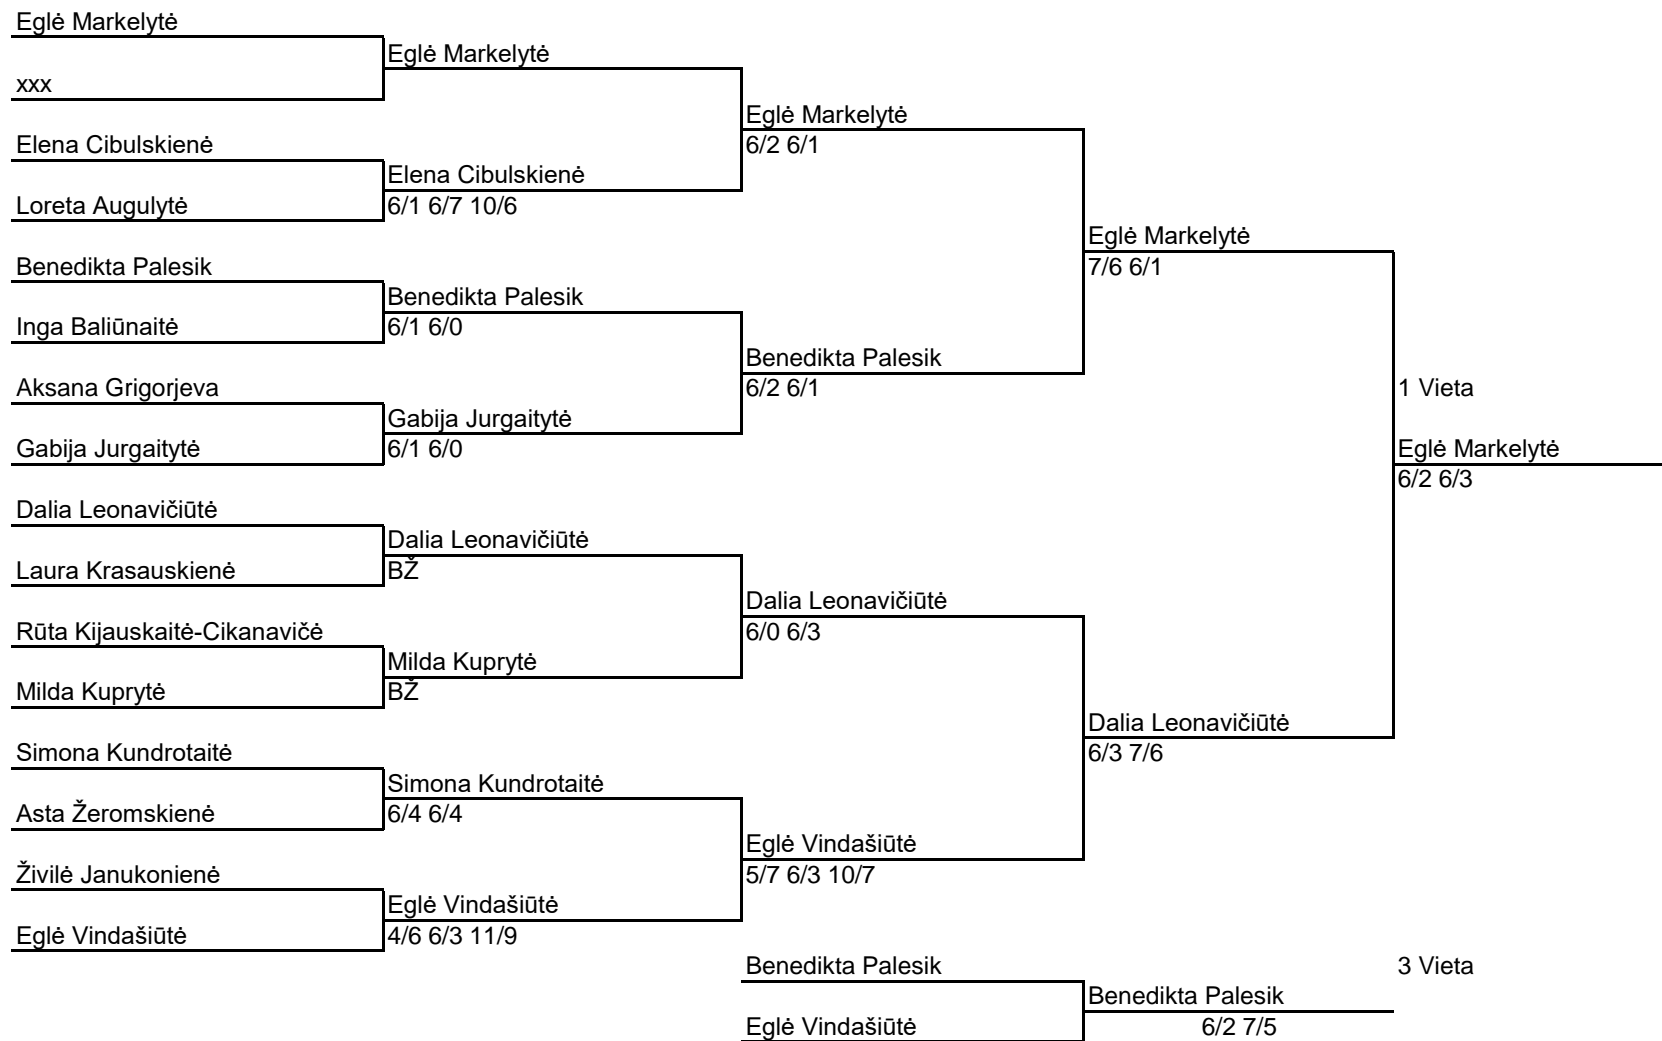 Eglė Markelytė
Eglė Markelytė
xxx
Eglė Markelytė
Elena Cibulskienė
6/2 6/1
Elena Cibulskienė
Loreta Augulytė
6/1 6/7 10/6
Eglė Markelytė
Benedikta Palesik
7/6 6/1
Benedikta Palesik
Inga Baliūnaitė
6/1 6/0
Benedikta Palesik
Aksana Grigorjeva
6/2 6/1
1 Vieta
Gabija Jurgaitytė
Gabija Jurgaitytė
6/1 6/0
Eglė Markelytė
6/2 6/3
Dalia Leonavičiūtė
Dalia Leonavičiūtė
Laura Krasauskienė
BŽ
Dalia Leonavičiūtė
Rūta Kijauskaitė-Cikanavičė
6/0 6/3
Milda Kuprytė
Milda Kuprytė
BŽ
Dalia Leonavičiūtė
Simona Kundrotaitė
6/3 7/6
Simona Kundrotaitė
Asta Žeromskienė
6/4 6/4
Eglė Vindašiūtė
Živilė Janukonienė
5/7 6/3 10/7
Eglė Vindašiūtė
Eglė Vindašiūtė
4/6 6/3 11/9
Benedikta Palesik
3 Vieta
Benedikta Palesik
Eglė Vindašiūtė
6/2 7/5